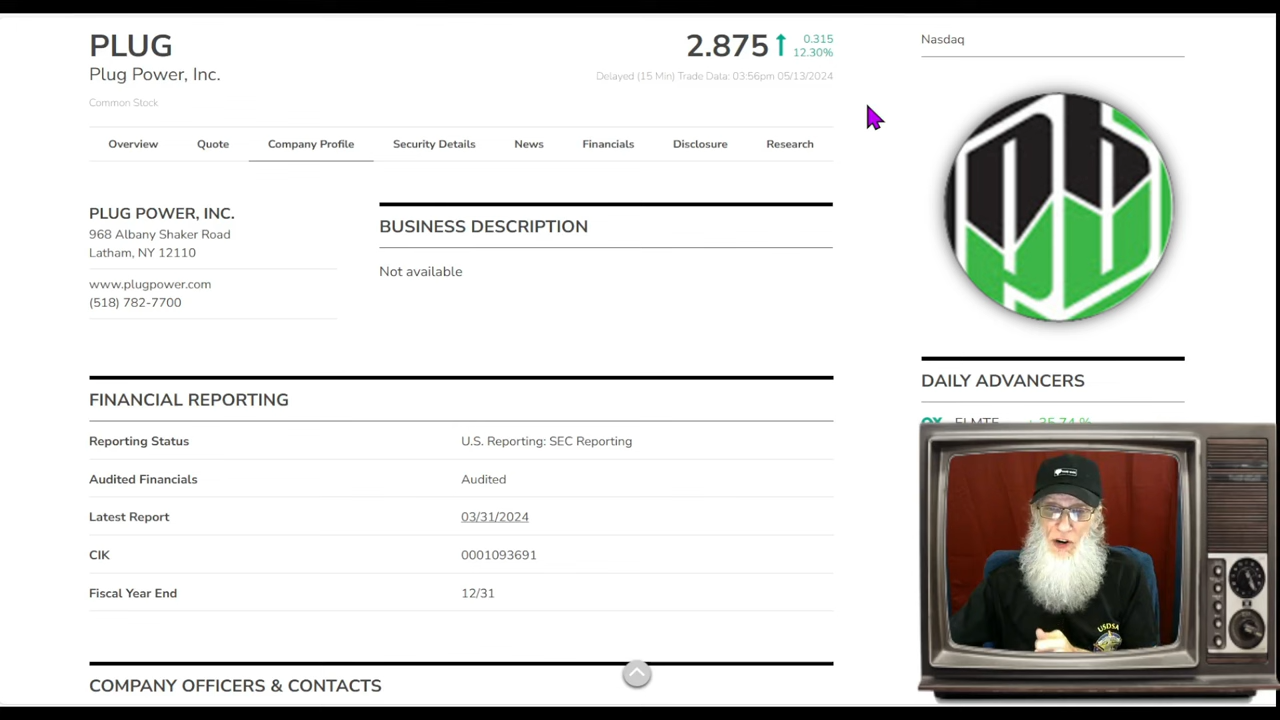 PLUG
Plug Power, Inc.
Common Stock
2.875
0.315
12.30%
Delayed (15 Min) Trade Data: 03:56pm 05/13/2024
Overview
Quote
Company Profile
Security Details
News
Financials
Disclosure
Research
PLUG POWER, INC.
968 Albany Shaker Road
Latham, NY 12110
www.plugpower.com
(518) 782-7700
BUSINESS DESCRIPTION
Not available
FINANCIAL REPORTING
Reporting Status U.S. Reporting: SEC Reporting
Audited Financials Audited
Latest Report 03/31/2024
CIK 0001093691
Fiscal Year End 12/31
COMPANY OFFICERS & CONTACTS
Nasdaq
DAILY ADVANCERS
USDSA